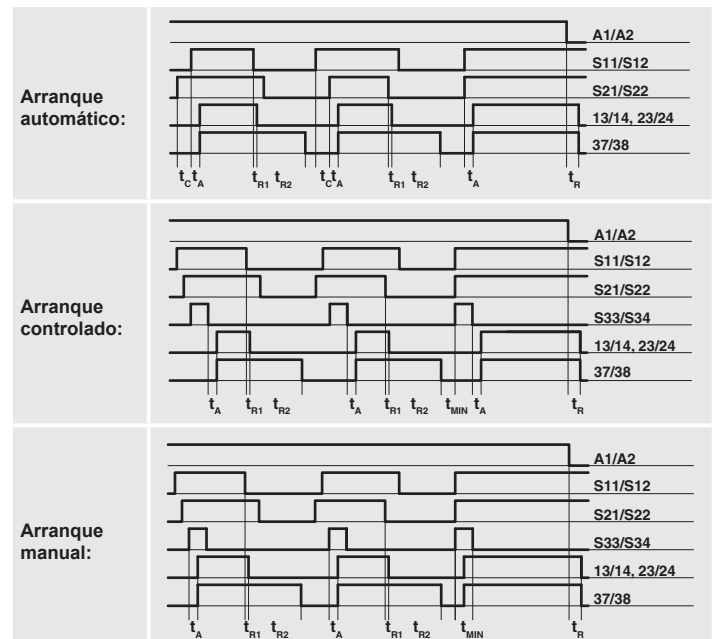 Arranque
automático:
A1/A2
S11/S12
S21/S22
13/14, 23/24
37/38
tC tA tR1 tR2 tC tA tR1 tR2 tA tR
Arranque
controlado:
A1/A2
S11/S12
S21/S22
S33/S34
13/14, 23/24
37/38
tA tR1 tR2 tA tR1 tR2 tMIN tA tR
Arranque
manual:
A1/A2
S11/S12
S21/S22
S33/S34
13/14, 23/24
37/38
tA tR1 tR2 tA tR1 tR2 tMIN tR